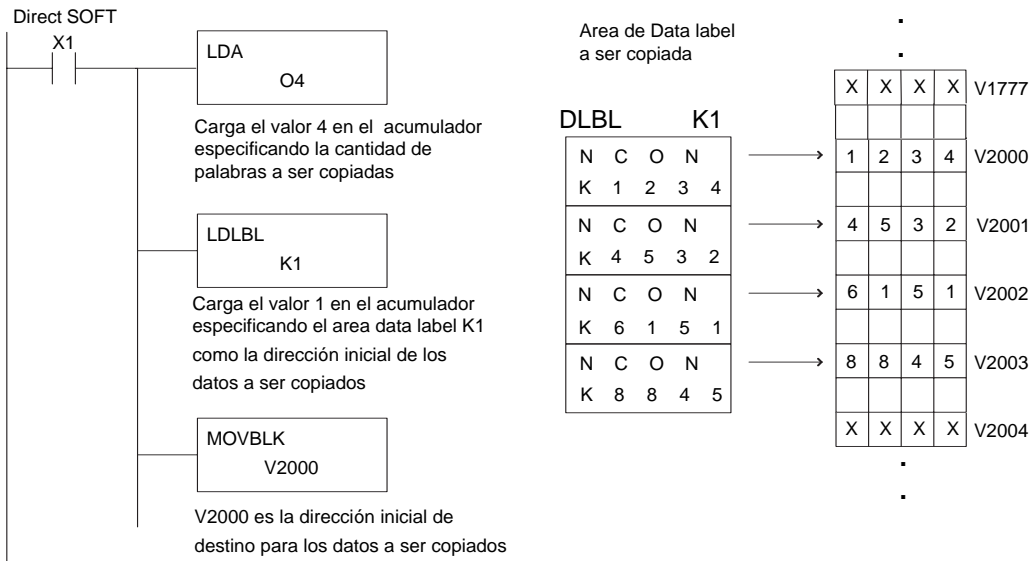 Direct SOFT
X1
LDA
O4
Carga el valor 4 en el acumulador
especificando la cantidad de
palabras a ser copiadas
LDLBL
K1
Carga el valor 1 en el acumulador
especificando el area data label K1
como la dirección inicial de los
datos a ser copiados
MOVBLK
V2000
V2000 es la dirección inicial de
destino para los datos a ser copiados
Area de Data label
a ser copiada
DLBL K1
N C O N
K 1 2 3 4
N C O N
K 4 5 3 2
N C O N
K 6 1 5 1
N C O N
K 8 8 4 5
X X X X V1777
1 2 3 4 V2000
4 5 3 2 V2001
6 1 5 1 V2002
8 8 4 5 V2003
X X X X V2004